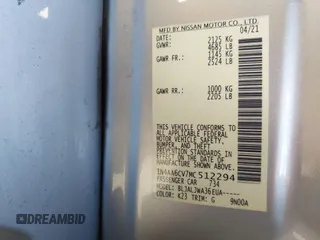 MFD BY NISSAN MOTOR CO., LTD.
DATE: 04/21
GVWR: 2125 KG
4685 LB
GAWR FR: 1145 KG
2524 LB
GAWR RR: 1000 KG
2205 LB
THIS VEHICLE CONFORMS TO ALL
APPLICABLE FEDERAL MOTOR
VEHICLE SAFETY,
BUMPER, AND THEFT
PREVENTION STANDARDS
IN EFFECT ON THE DATE OF
MANUFACTURE SHOWN ABOVE.
1N4AA6CV7MC512294
PASSENGER CAR 734
MODEL:
COLOR: K23 TRIM: G 9N00A